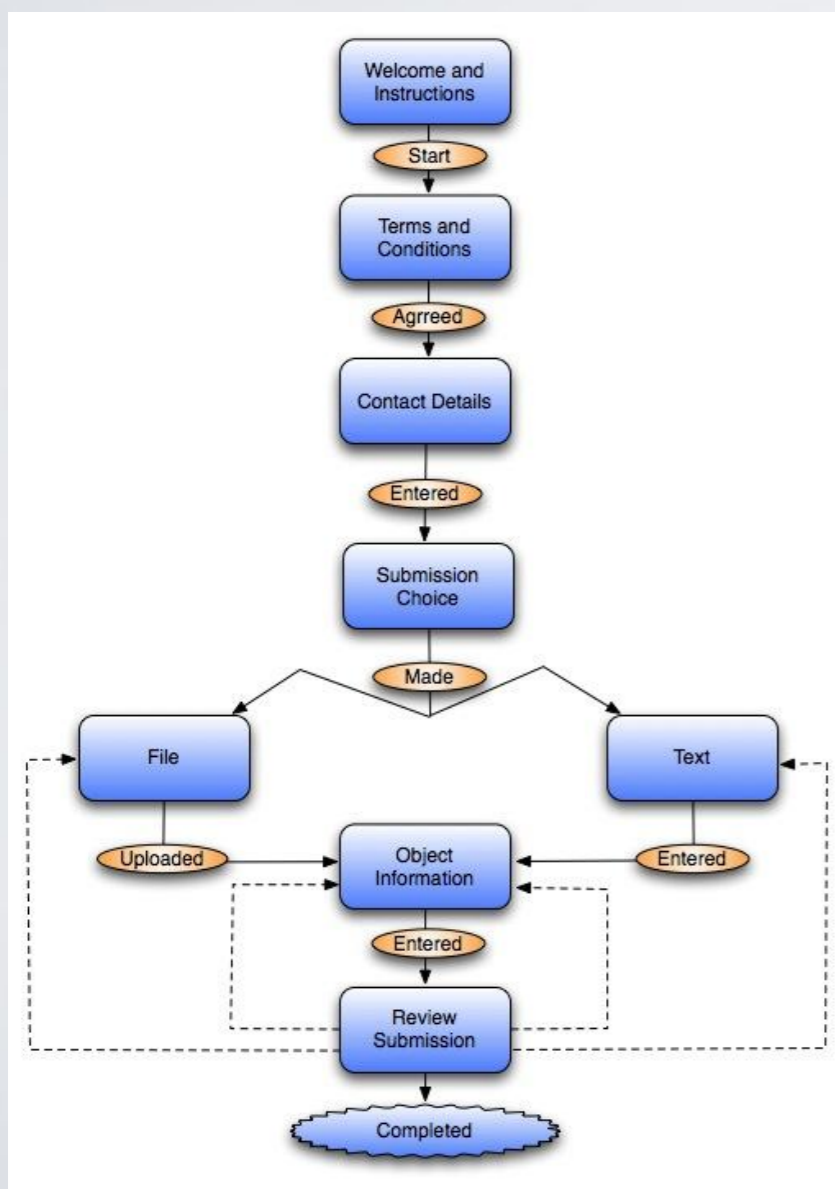 Welcome and
Instructions
Start
Terms and
Conditions
Agrreed
Contact Details
Entered
Submission
Choice
Made
File
Text
Uploaded
Object
Information
Entered
Entered
Review
Submission
Completed